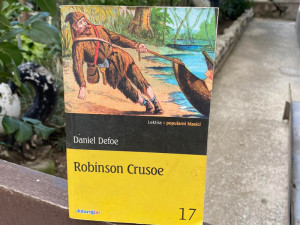 Lektira i popularni klasici
Daniel Defoe
Robinson Crusoe
17